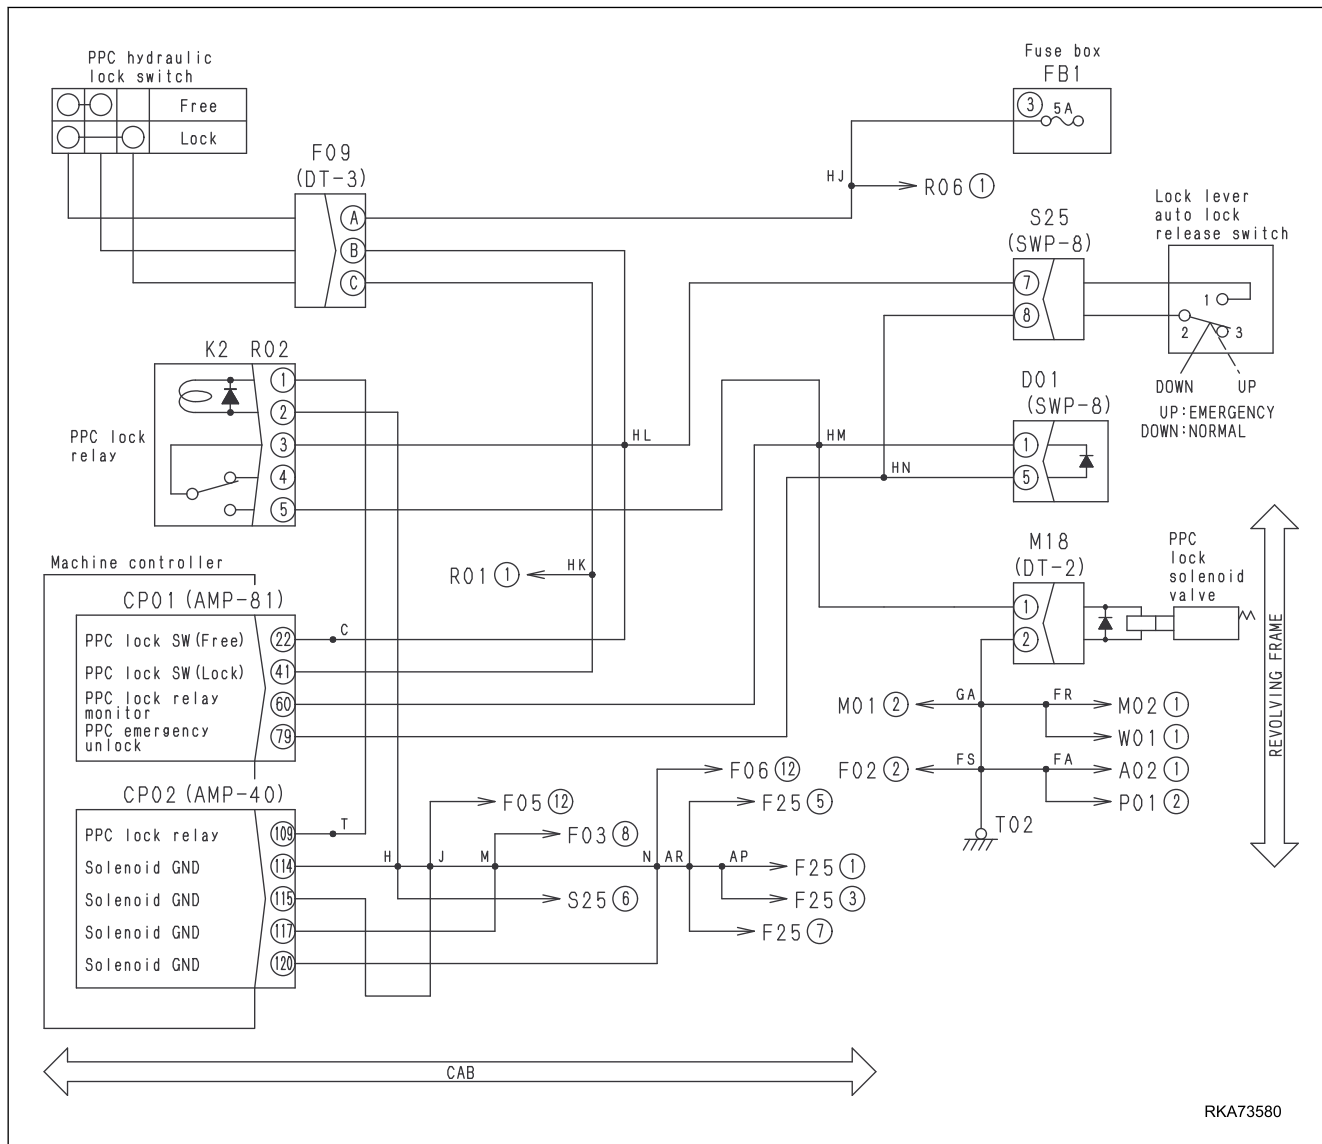 PPC hydraulic
lock switch
Free
Lock
F09
(DT-3)
A
B
C
Fuse box
FB1
3
5A
HJ
R06 1
S25
(SWP-8)
7
8
Lock lever
auto lock
release switch
1
2
3
DOWN
UP
UP:EMERGENCY
DOWN:NORMAL
K2
R02
1
2
3
4
5
PPC lock
relay
HL
HM
HN
D01
(SWP-8)
1
5
R01 1
HK
M18
(DT-2)
1
2
PPC
lock
solenoid
valve
REVOLVING FRAME
Machine controller
CP01 (AMP-81)
PPC lock SW(Free)
22
C
PPC lock SW(Lock)
41
PPC lock relay
monitor
60
PPC emergency
unlock
79
CP02 (AMP-40)
PPC lock relay
109
T
Solenoid GND
114
Solenoid GND
115
Solenoid GND
117
Solenoid GND
120
H
J
M
N
AR
AP
F05 12
F03 8
S25 6
F06 12
F25 5
F25 1
F25 3
F25 7
M01 2
GA
FR
M02 1
W01 1
F02 2
FS
FA
A02 1
P01 2
T02
CAB
RKA73580